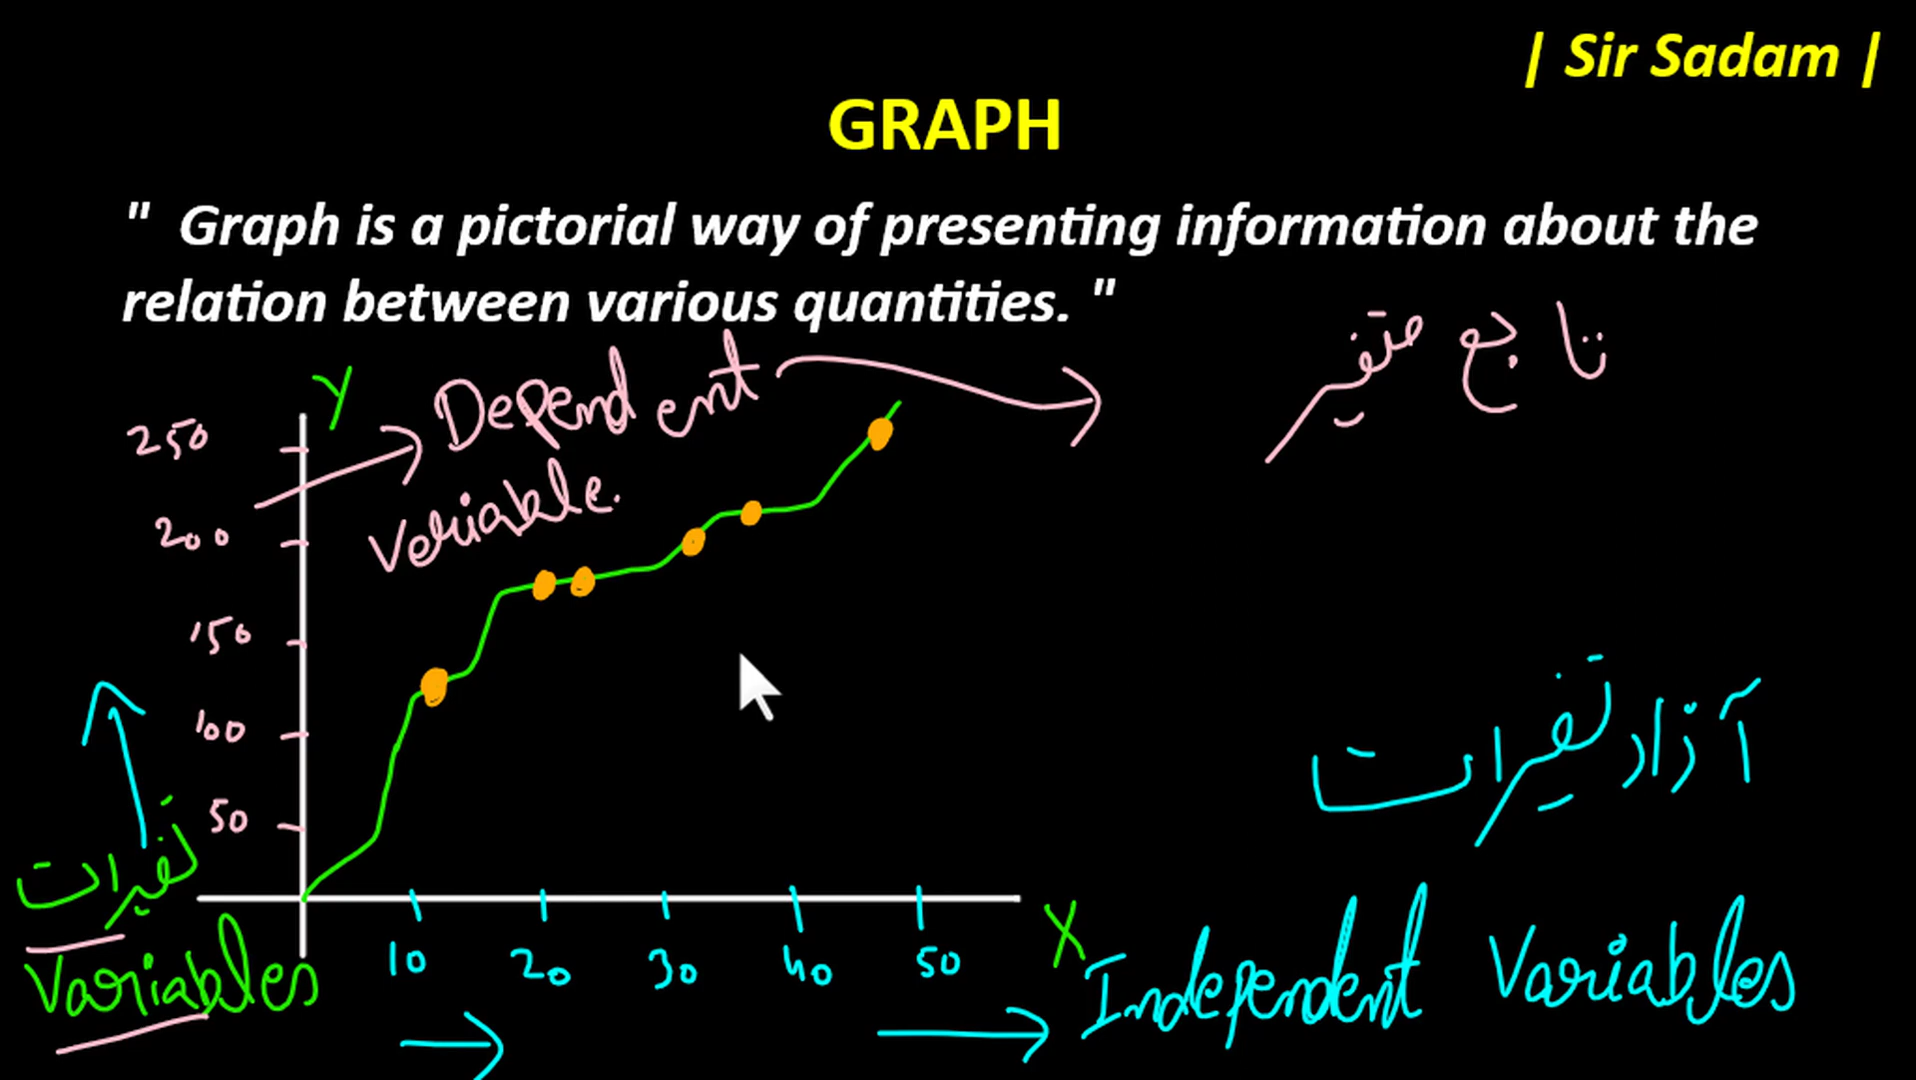 | Sir Sadam |
GRAPH
" Graph is a pictorial way of presenting information about the
relation between various quantities. "
Y
Dependent
Veriable.
تابع متغیر
250
200
150
100
50
تغیرات
Variables
آزاد تغیرات
10 20 30 40 50
X
Independent Variables